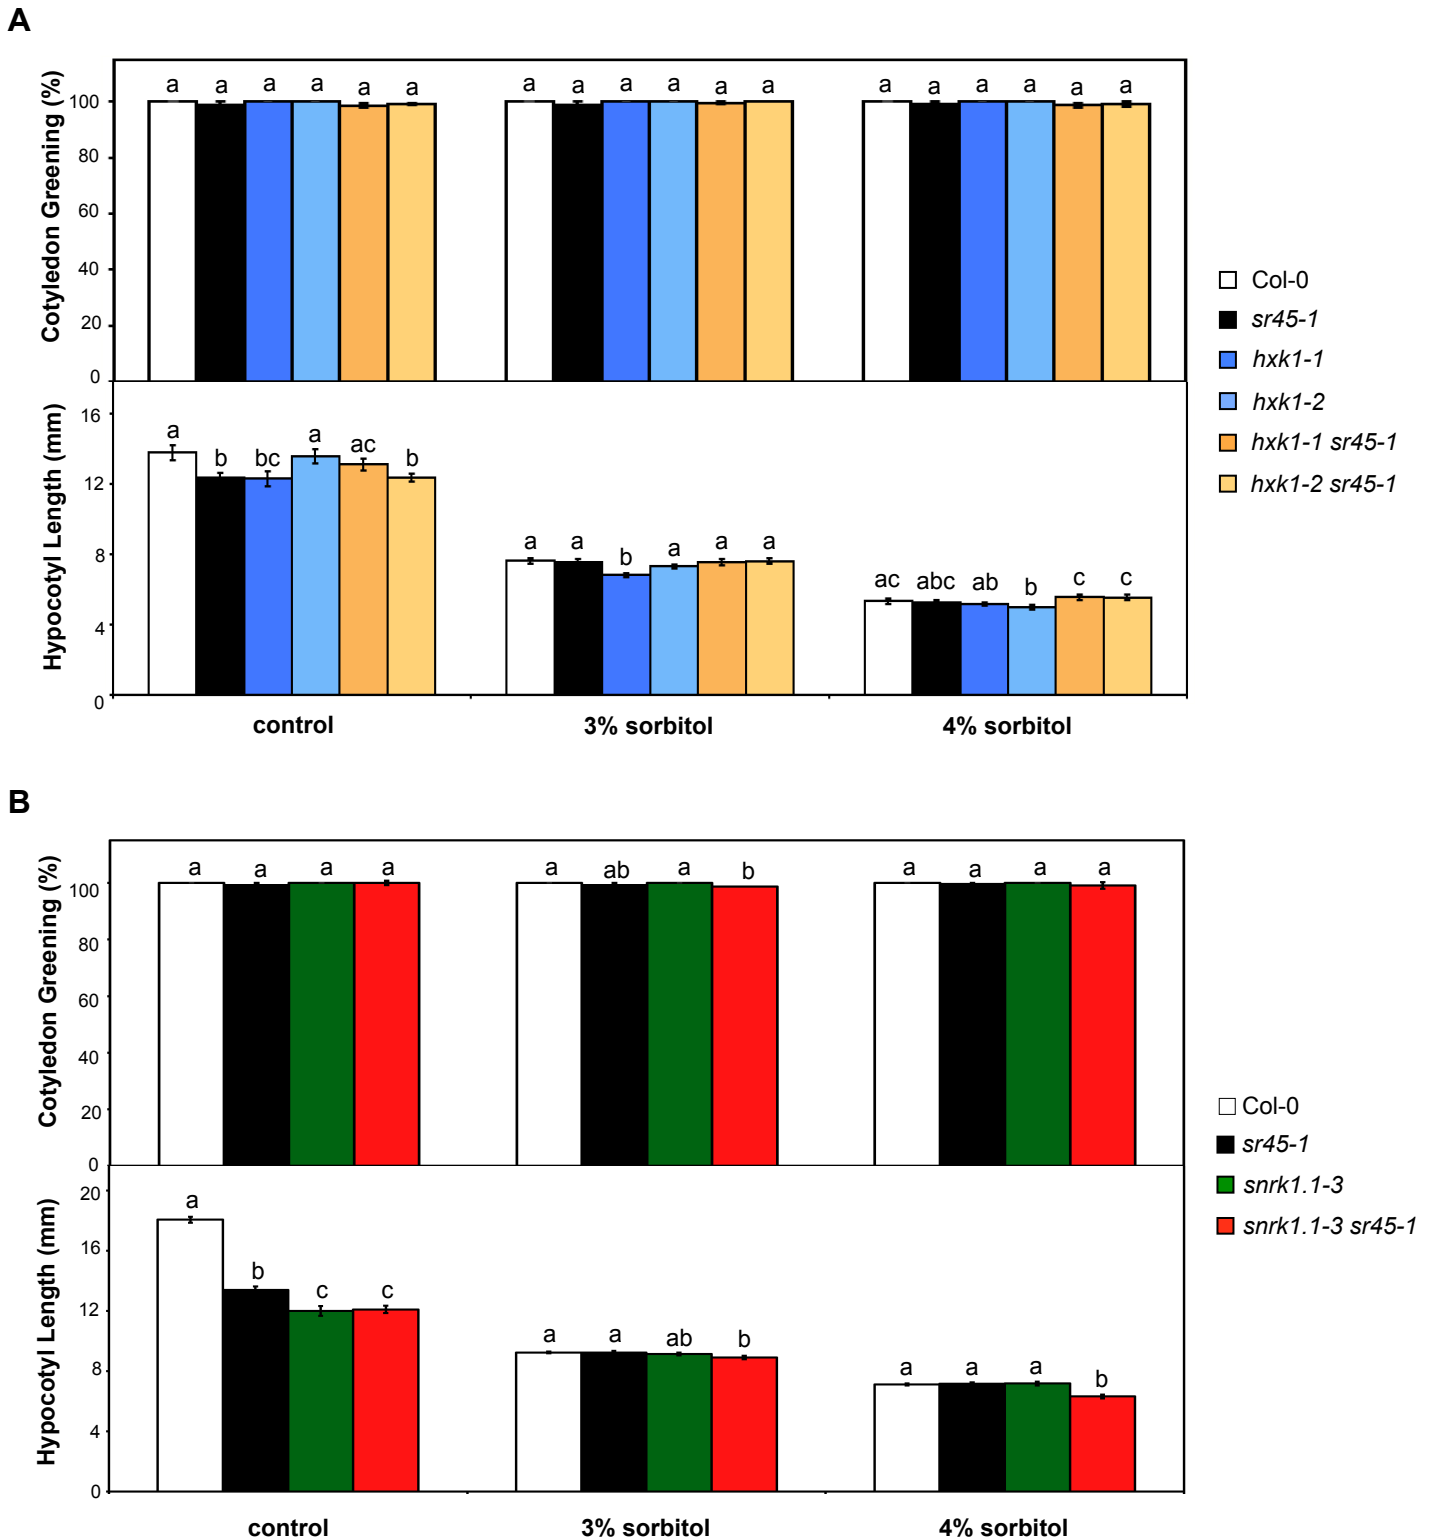 A
a a a a a a a a a a a a a a a a a a
Cotyledon Greening (%)
100
80
60
40
20
0
Col-0
sr45-1
hxk1-1
hxk1-2
hxk1-1 sr45-1
hxk1-2 sr45-1
Hypocotyl Length (mm)
16
12
8
4
0
a b bc a ac b a a b a a a ac abc ab b c c
control 3% sorbitol 4% sorbitol
B
a a a a a ab a b a a a a
Cotyledon Greening (%)
100
80
60
40
20
0
Col-0
sr45-1
snrk1.1-3
snrk1.1-3 sr45-1
Hypocotyl Length (mm)
20
16
12
8
4
0
a b c c a a ab b a a a b
control 3% sorbitol 4% sorbitol